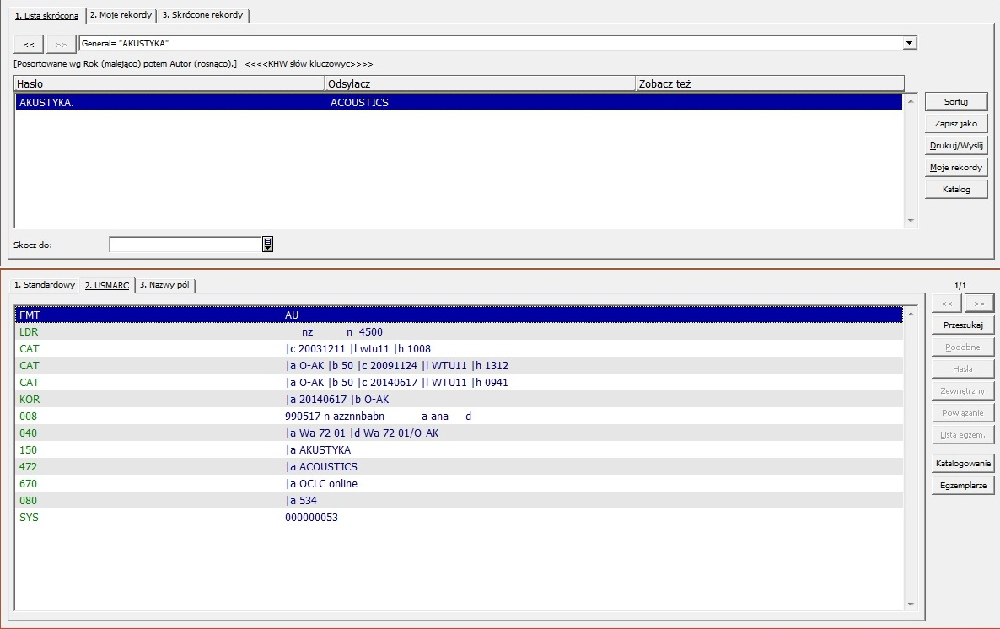 1. Lista skrócona 2. Moje rekordy 3. Skrócone rekordy
<< >> General= "AKUSTYKA"
[Posortowane wg Rok (malejąco) potem Autor (rosnąco).] <<<<KHW słów kluczowyc>>>>
Hasło Odsyłacz Zobacz też
AKUSTYKA. ACOUSTICS
Sortuj
Zapisz jako
Drukuj/Wyślij
Moje rekordy
Katalog
Skocz do:
1. Standardowy 2. USMARC 3. Nazwy pól
1/1
<< >>
FMT AU
LDR nz n 4500
CAT |c 20031211 |l wtu11 |h 1008
CAT |a O-AK |b 50 |c 20091124 |l WTU11 |h 1312
CAT |a O-AK |b 50 |c 20140617 |l WTU11 |h 0941
KOR |a 20140617 |b O-AK
008 990517 n azznnbabn a ana d
040 |a Wa 72 01 |d Wa 72 01/O-AK
150 |a AKUSTYKA
472 |a ACOUSTICS
670 |a OCLC online
080 |a 534
SYS 000000053
Przeszukaj
Podobne
Hasła
Zewnętrzny
Powiązanie
Lista egzem.
Katalogowanie
Egzemplarze